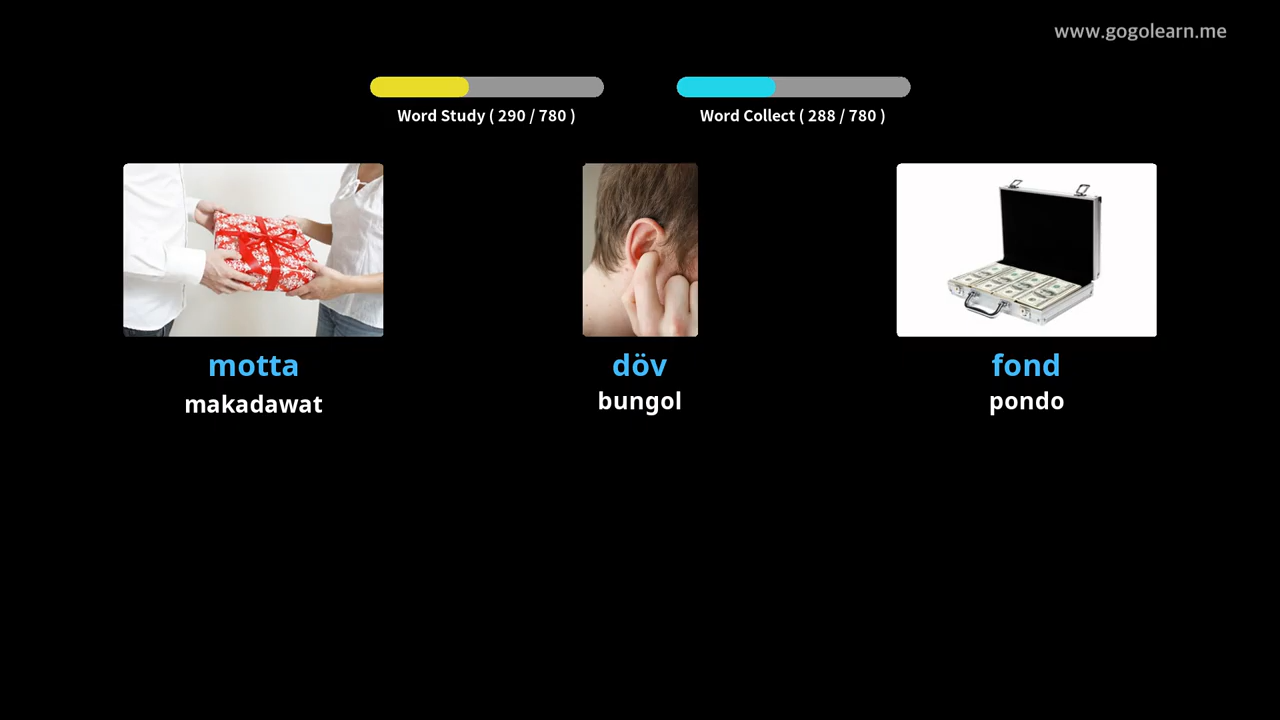 www.gogolearn.me
Word Study ( 290 / 780 )
Word Collect ( 288 / 780 )
motta
makadawat
döv
bungol
fond
pondo